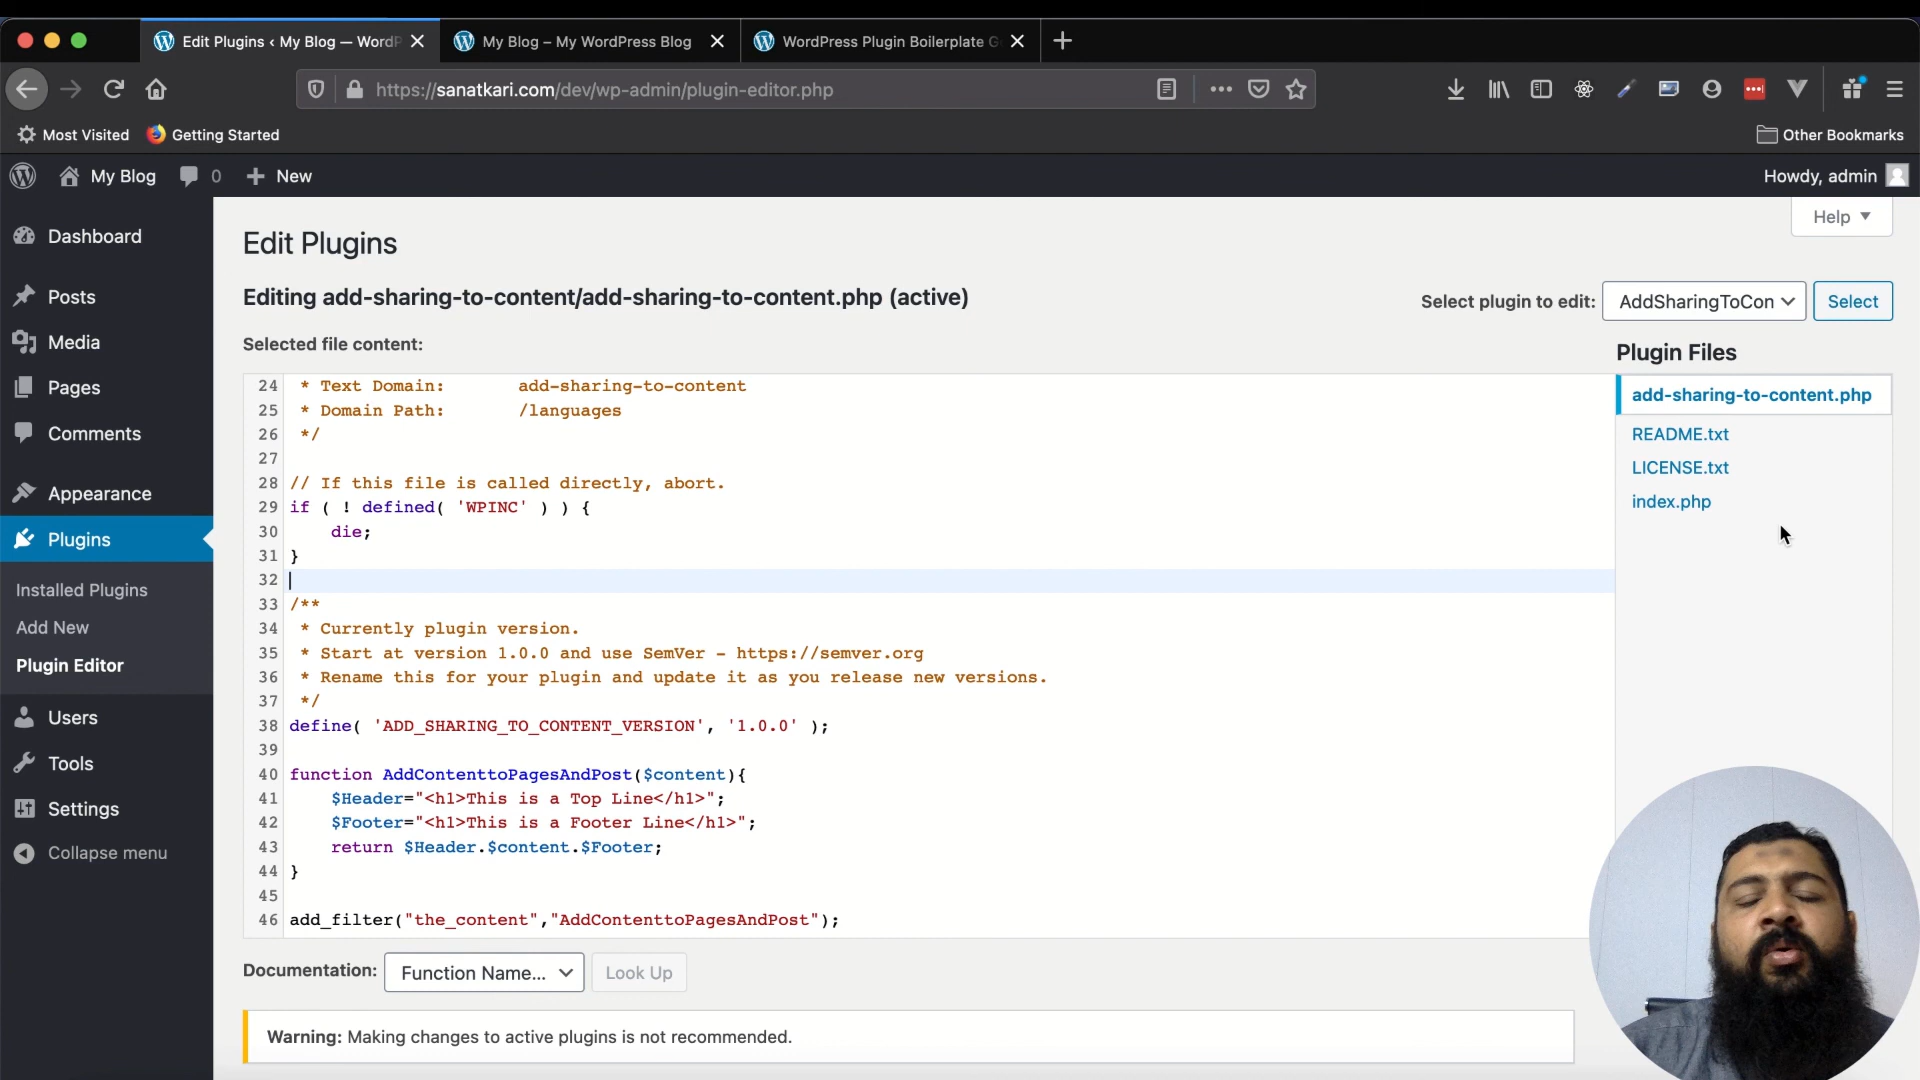 Edit Plugins ‹ My Blog — WordP
My Blog – My WordPress Blog
WordPress Plugin Boilerplate G
https://sanatkari.com/dev/wp-admin/plugin-editor.php
Most Visited
Getting Started
Other Bookmarks
My Blog
0
New
Howdy, admin
Help
Dashboard
Posts
Media
Pages
Comments
Appearance
Plugins
Installed Plugins
Add New
Plugin Editor
Users
Tools
Settings
Collapse menu
Edit Plugins
Editing add-sharing-to-content/add-sharing-to-content.php (active)
Select plugin to edit:
AddSharingToCon
Select
Selected file content:
24 * Text Domain:       add-sharing-to-content
25 * Domain Path:       /languages
26 */
27
28 // If this file is called directly, abort.
29 if ( ! defined( 'WPINC' ) ) {
30     die;
31 }
32
33 /**
34 * Currently plugin version.
35 * Start at version 1.0.0 and use SemVer - https://semver.org
36 * Rename this for your plugin and update it as you release new versions.
37 */
38 define( 'ADD_SHARING_TO_CONTENT_VERSION', '1.0.0' );
39
40 function AddContenttoPagesAndPost($content){
41     $Header="<h1>This is a Top Line</h1>";
42     $Footer="<h1>This is a Footer Line</h1>";
43     return $Header.$content.$Footer;
44 }
45
46 add_filter("the_content","AddContenttoPagesAndPost");
Plugin Files
add-sharing-to-content.php
README.txt
LICENSE.txt
index.php
Documentation:
Function Name...
Look Up
Warning: Making changes to active plugins is not recommended.